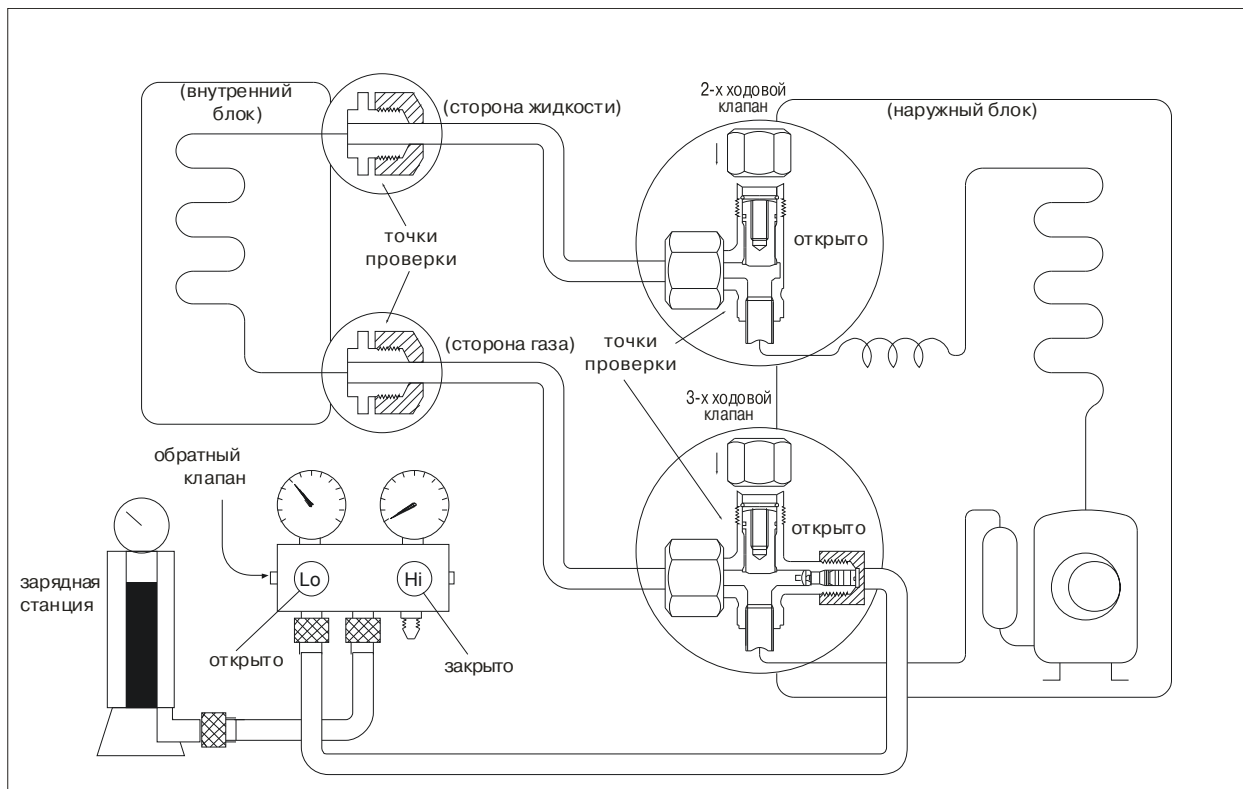 (внутренний
блок)
(сторона жидкости)
2-х ходовой
клапан
(наружный блок)
открыто
точки
проверки
(сторона газа)
точки
проверки
3-х ходовой
клапан
открыто
обратный
клапан
зарядная
станция
Lo
Hi
открыто
закрыто